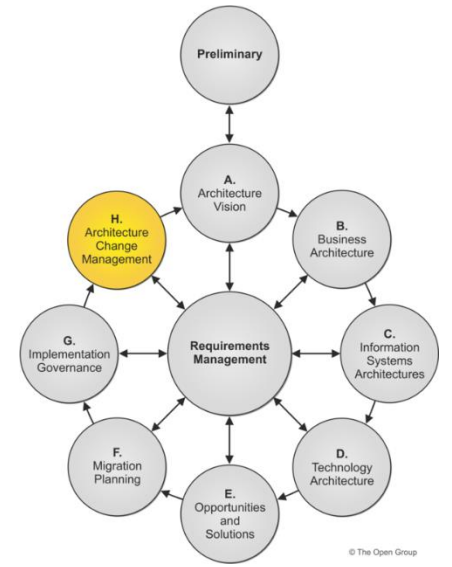 Preliminary
A.
Architecture
Vision
B.
Business
Architecture
C.
Information
Systems
Architectures
D.
Technology
Architecture
E.
Opportunities
and
Solutions
F.
Migration
Planning
G.
Implementation
Governance
H.
Architecture
Change
Management
Requirements
Management
© The Open Group